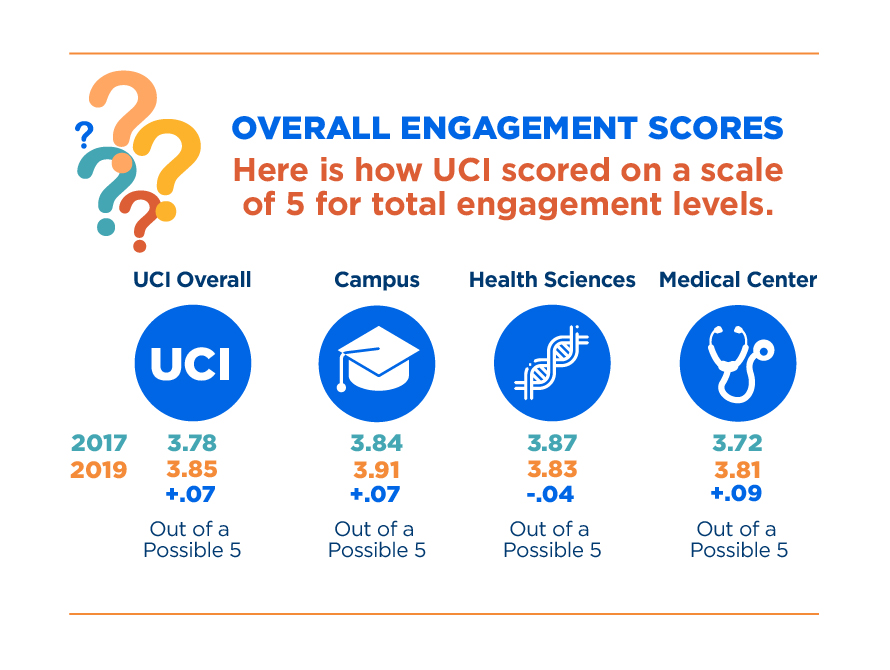 OVERALL ENGAGEMENT SCORES
Here is how UCI scored on a scale
of 5 for total engagement levels.
UCI Overall Campus Health Sciences Medical Center
UCI
2017 3.78 3.84 3.87 3.72
2019 3.85 3.91 3.83 3.81
+.07 +.07 -.04 +.09
Out of a Out of a Out of a Out of a
Possible 5 Possible 5 Possible 5 Possible 5